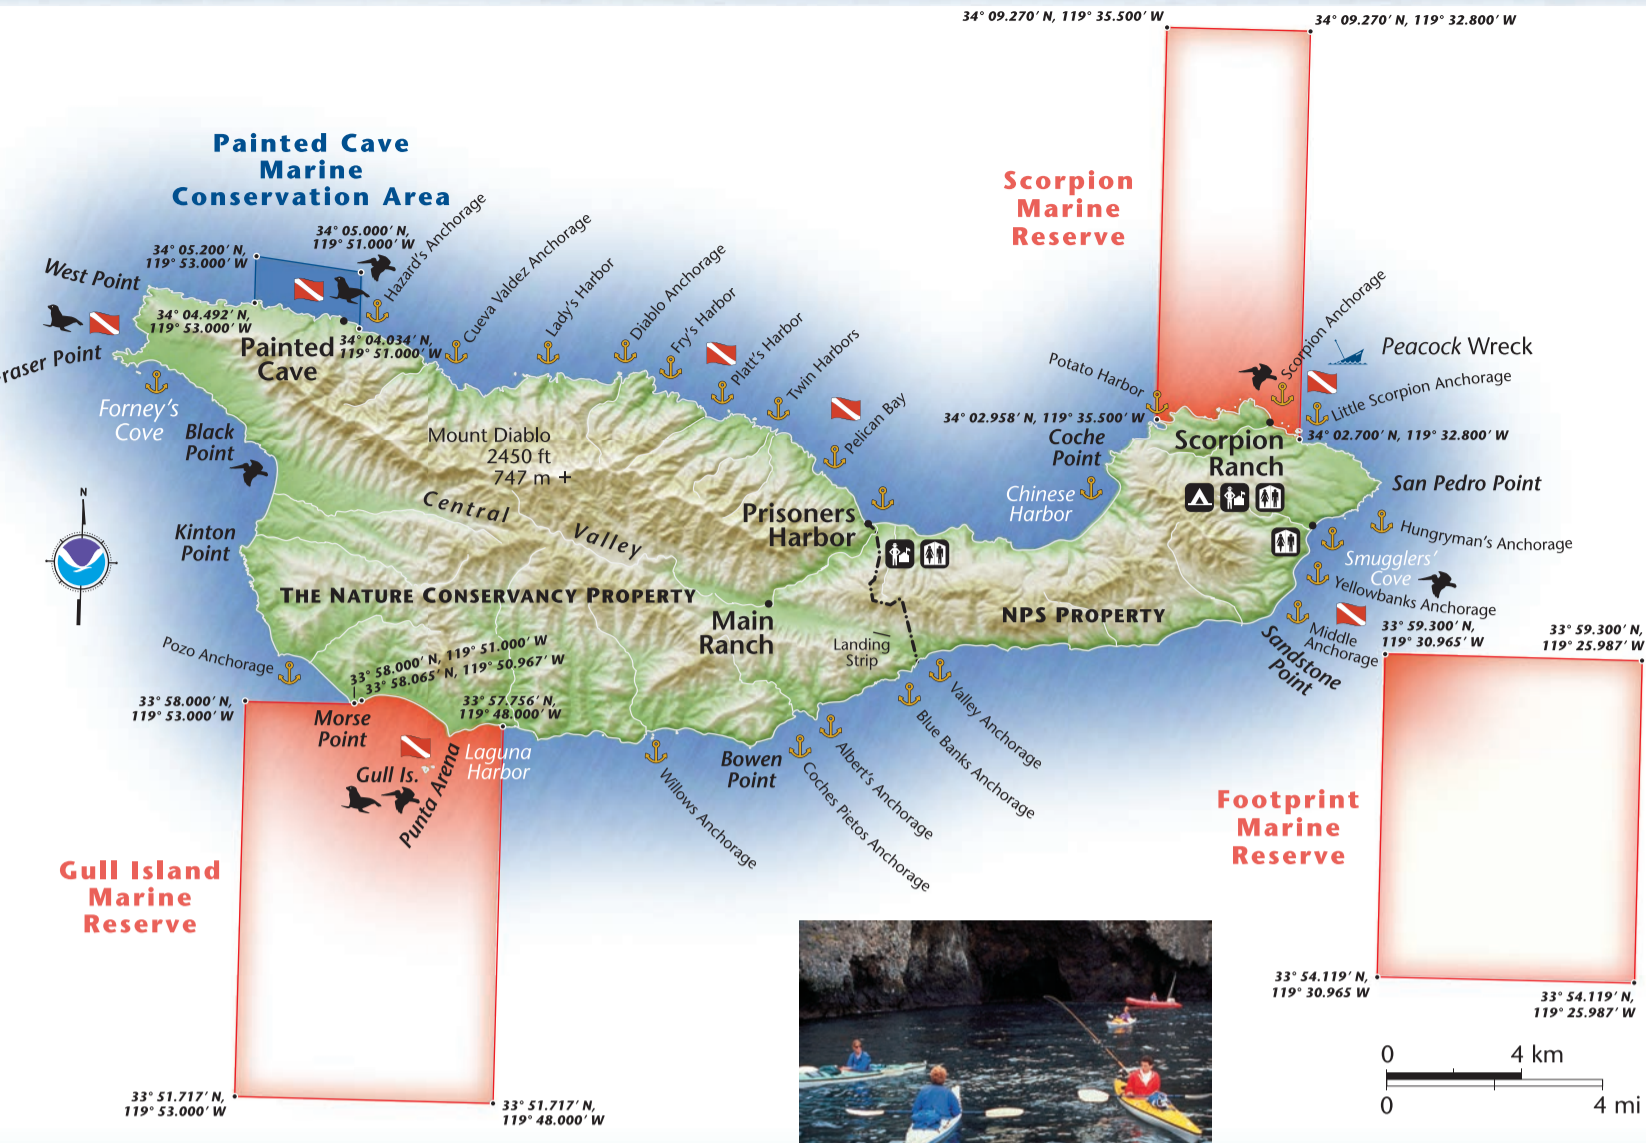 34° 09.270′ N, 119° 35.500′ W
34° 09.270′ N, 119° 32.800′ W
Painted Cave
Marine
Conservation Area
Scorpion
Marine
Reserve
34° 05.200′ N,
119° 53.000′ W
34° 05.000′ N,
119° 51.000′ W
Hazard's Anchorage
Cueva Valdez Anchorage
Lady's Harbor
Diablo Anchorage
Fry's Harbor
Platt's Harbor
Twin Harbors
Pelican Bay
West Point
34° 04.492′ N,
119° 53.000′ W
34° 04.034′ N,
119° 51.000′ W
Painted
Cave
raser Point
Forney's
Cove
Black
Point
Mount Diablo
2450 ft
747 m +
Central Valley
Kinton
Point
Prisoners
Harbor
Potato Harbor
34° 02.958′ N, 119° 35.500′ W
Coche
Point
Chinese
Harbor
Scorpion Anchorage
Peacock Wreck
Little Scorpion Anchorage
34° 02.700′ N, 119° 32.800′ W
Scorpion
Ranch
San Pedro Point
Hungryman's Anchorage
Smugglers'
Cove
Yellowbanks Anchorage
Middle
Anchorage
Sandstone
Point
N
THE NATURE CONSERVANCY PROPERTY
NPS PROPERTY
Main
Ranch
Landing
Strip
Pozo Anchorage
33° 58.000′ N, 119° 51.000′ W
33° 58.065′ N, 119° 50.967′ W
33° 58.000′ N,
119° 53.000′ W
33° 57.756′ N,
119° 48.000′ W
Morse
Point
Gull Is.
Punta Arena
Laguna
Harbor
Willows Anchorage
Bowen
Point
Coches Pietos Anchorage
Albert's Anchorage
Blue Banks Anchorage
Valley Anchorage
33° 59.300′ N,
119° 30.965′ W
33° 59.300′ N,
119° 25.987′ W
Footprint
Marine
Reserve
Gull Island
Marine
Reserve
33° 54.119′ N,
119° 30.965 W
33° 54.119′ N,
119° 25.987′ W
33° 51.717′ N,
119° 53.000′ W
33° 51.717′ N,
119° 48.000′ W
0 4 km
0 4 mi